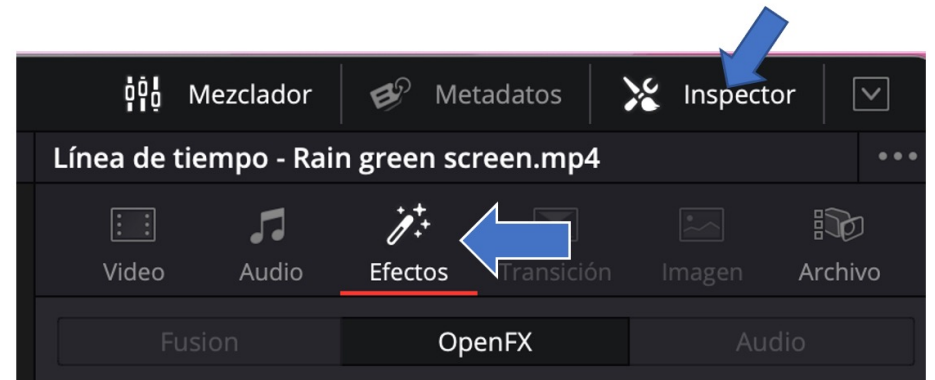 Mezclador Metadatos Inspector
Línea de tiempo - Rain green screen.mp4
Video Audio Efectos Transición Imagen Archivo
Fusion OpenFX Audio